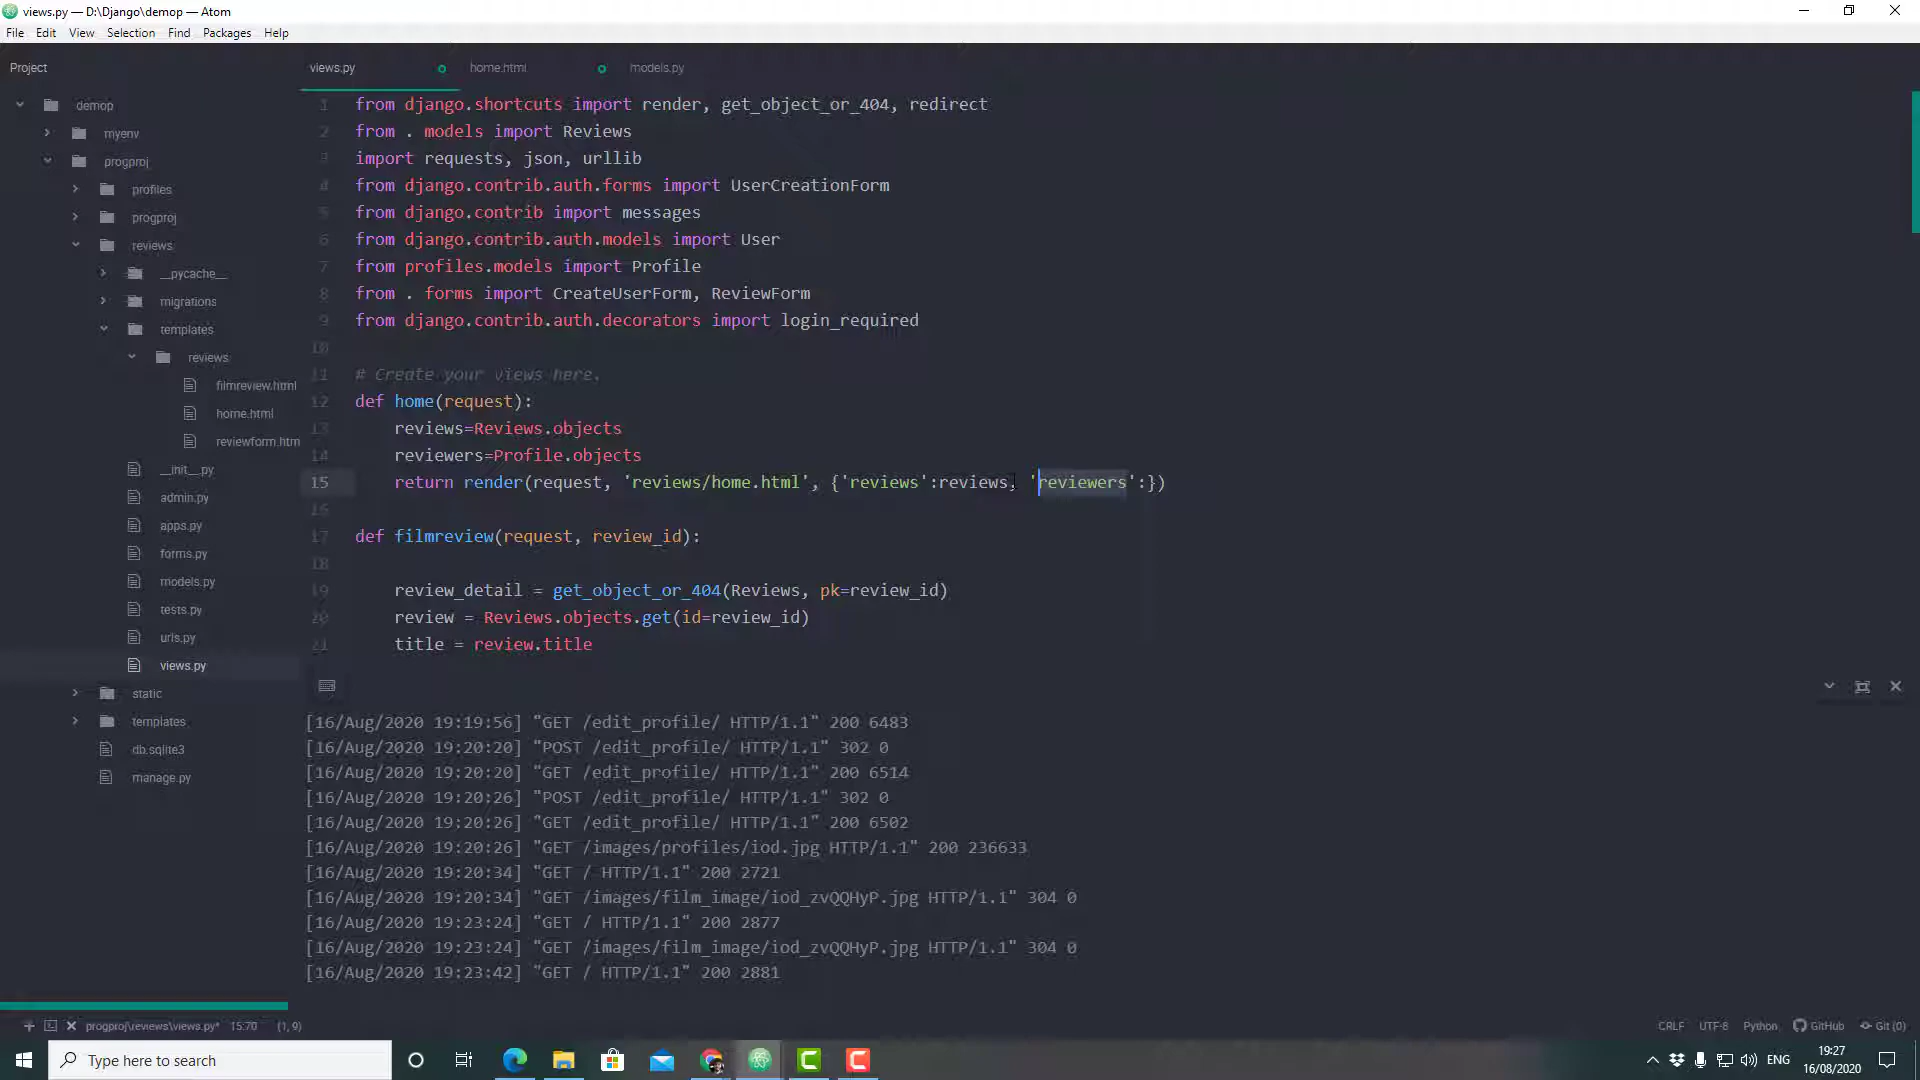 views.py — D:\Django\demop — Atom
File Edit View Selection Find Packages Help
Project
views.py home.html models.py
demop
myenv
progproj
profiles
progproj
reviews
__pycache__
migrations
templates
reviews
filmreview.html
home.html
reviewform.htm
__init__.py
admin.py
apps.py
forms.py
models.py
tests.py
urls.py
views.py
static
templates
db.sqlite3
manage.py
1 from django.shortcuts import render, get_object_or_404, redirect
2 from . models import Reviews
3 import requests, json, urllib
4 from django.contrib.auth.forms import UserCreationForm
5 from django.contrib import messages
6 from django.contrib.auth.models import User
7 from profiles.models import Profile
8 from . forms import CreateUserForm, ReviewForm
9 from django.contrib.auth.decorators import login_required
10
11 # Create your views here.
12 def home(request):
13 reviews=Reviews.objects
14 reviewers=Profile.objects
15 return render(request, 'reviews/home.html', {'reviews':reviews, 'reviewers':})
16
17 def filmreview(request, review_id):
18
19 review_detail = get_object_or_404(Reviews, pk=review_id)
20 review = Reviews.objects.get(id=review_id)
21 title = review.title
[16/Aug/2020 19:19:56] "GET /edit_profile/ HTTP/1.1" 200 6483
[16/Aug/2020 19:20:20] "POST /edit_profile/ HTTP/1.1" 302 0
[16/Aug/2020 19:20:20] "GET /edit_profile/ HTTP/1.1" 200 6514
[16/Aug/2020 19:20:26] "POST /edit_profile/ HTTP/1.1" 302 0
[16/Aug/2020 19:20:26] "GET /edit_profile/ HTTP/1.1" 200 6502
[16/Aug/2020 19:20:26] "GET /images/profiles/iod.jpg HTTP/1.1" 200 236633
[16/Aug/2020 19:20:34] "GET / HTTP/1.1" 200 2721
[16/Aug/2020 19:20:34] "GET /images/film_image/iod_zvQQHyP.jpg HTTP/1.1" 304 0
[16/Aug/2020 19:23:24] "GET / HTTP/1.1" 200 2877
[16/Aug/2020 19:23:24] "GET /images/film_image/iod_zvQQHyP.jpg HTTP/1.1" 304 0
[16/Aug/2020 19:23:42] "GET / HTTP/1.1" 200 2881
progproj\reviews\views.py* 15:70 (1, 9) CRLF UTF-8 Python GitHub Git (0)
Type here to search
ENG
19:27
16/08/2020